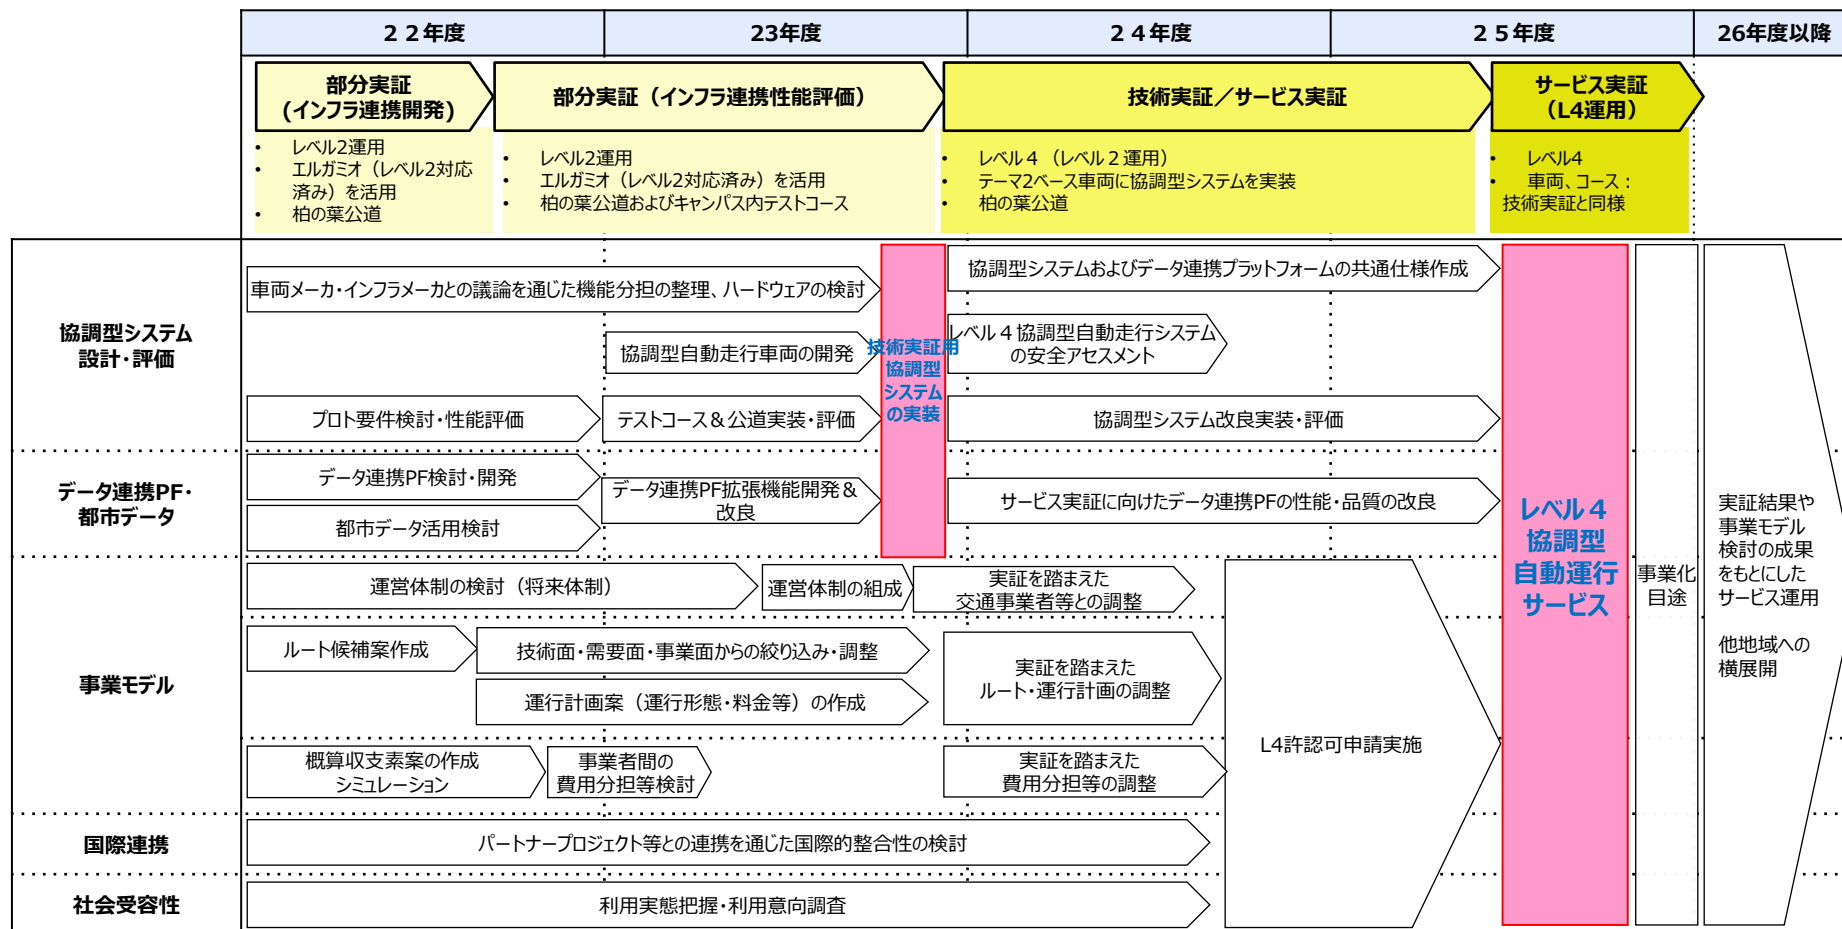 ２２年度
23年度
２４年度
２５年度
26年度以降
部分実証
(インフラ連携開発)
部分実証（インフラ連携性能評価）
技術実証／サービス実証
サービス実証
（L4運用）
• レベル2運用
• エルガミオ（レベル2対応
済み）を活用
• 柏の葉公道
• レベル2運用
• エルガミオ（レベル2対応済み）を活用
• 柏の葉公道およびキャンパス内テストコース
• レベル４（レベル２運用）
• テーマ2ベース車両に協調型システムを実装
• 柏の葉公道
• レベル4
• 車両、コース：
技術実証と同様
協調型システム
設計・評価
車両メーカ・インフラメーカとの議論を通じた機能分担の整理、ハードウェアの検討
協調型自動走行車両の開発
プロト要件検討・性能評価
テストコース＆公道実装・評価
技術実証用
協調型
システム
の実装
協調型システムおよびデータ連携プラットフォームの共通仕様作成
レベル４協調型自動走行システム
の安全アセスメント
協調型システム改良実装・評価
データ連携PF・
都市データ
データ連携PF検討・開発
都市データ活用検討
データ連携PF拡張機能開発＆
改良
サービス実証に向けたデータ連携PFの性能・品質の改良
事業モデル
運営体制の検討（将来体制）
運営体制の組成
実証を踏まえた
交通事業者等との調整
ルート候補案作成
技術面・需要面・事業面からの絞り込み・調整
運行計画案（運行形態・料金等）の作成
実証を踏まえた
ルート・運行計画の調整
概算収支素案の作成
シミュレーション
事業者間の
費用分担等検討
実証を踏まえた
費用分担等の調整
L4許認可申請実施
レベル４
協調型
自動運行
サービス
事業化
目途
実証結果や
事業モデル
検討の成果
をもとにした
サービス運用
他地域への
横展開
国際連携
パートナープロジェクト等との連携を通じた国際的整合性の検討
社会受容性
利用実態把握・利用意向調査